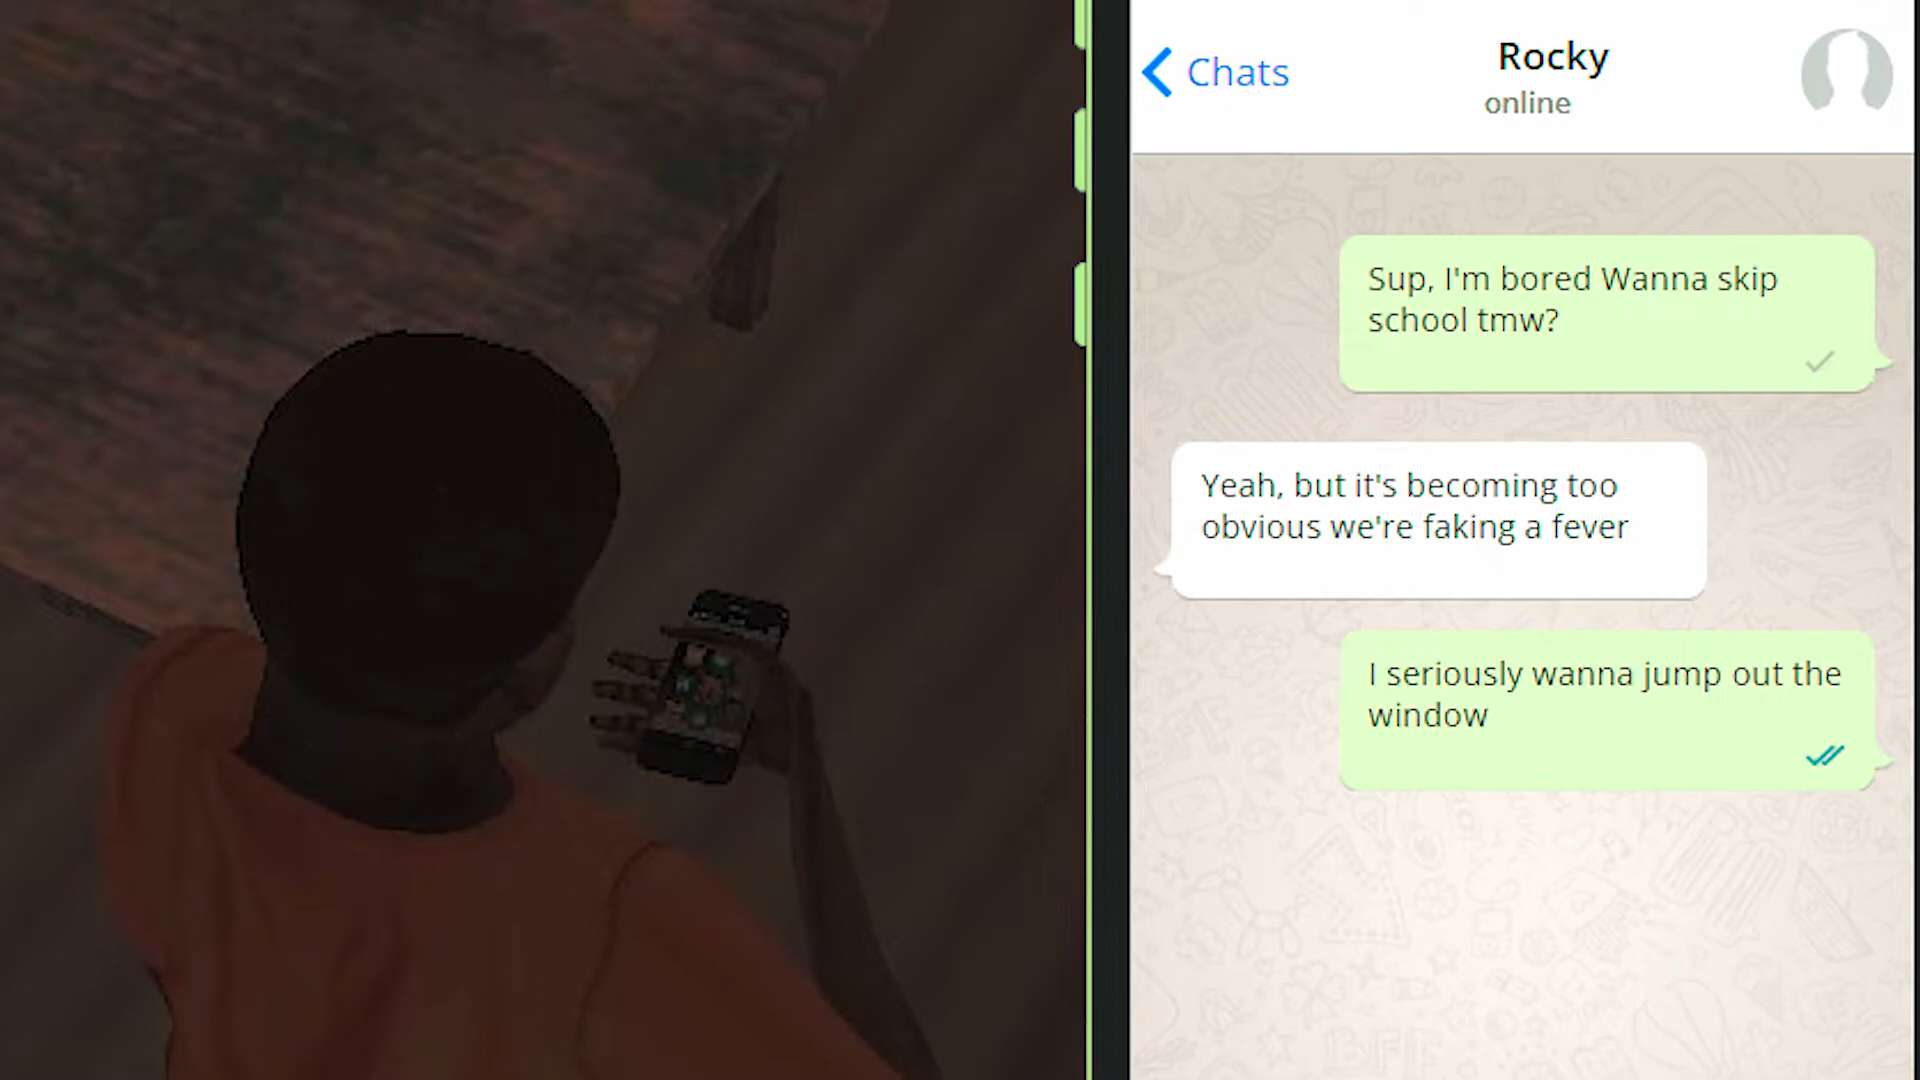 Chats
Rocky
online
Sup, I'm bored Wanna skip
school tmw?
Yeah, but it's becoming too
obvious we're faking a fever
I seriously wanna jump out the
window